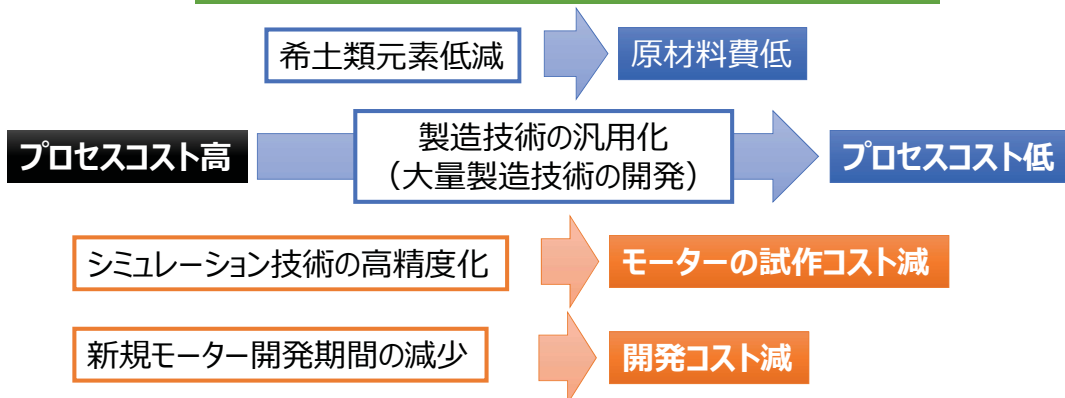 希土類元素低減
原材料費低
プロセスコスト高
製造技術の汎用化
（大量製造技術の開発）
プロセスコスト低
シミュレーション技術の高精度化
モーターの試作コスト減
新規モーター開発期間の減少
開発コスト減